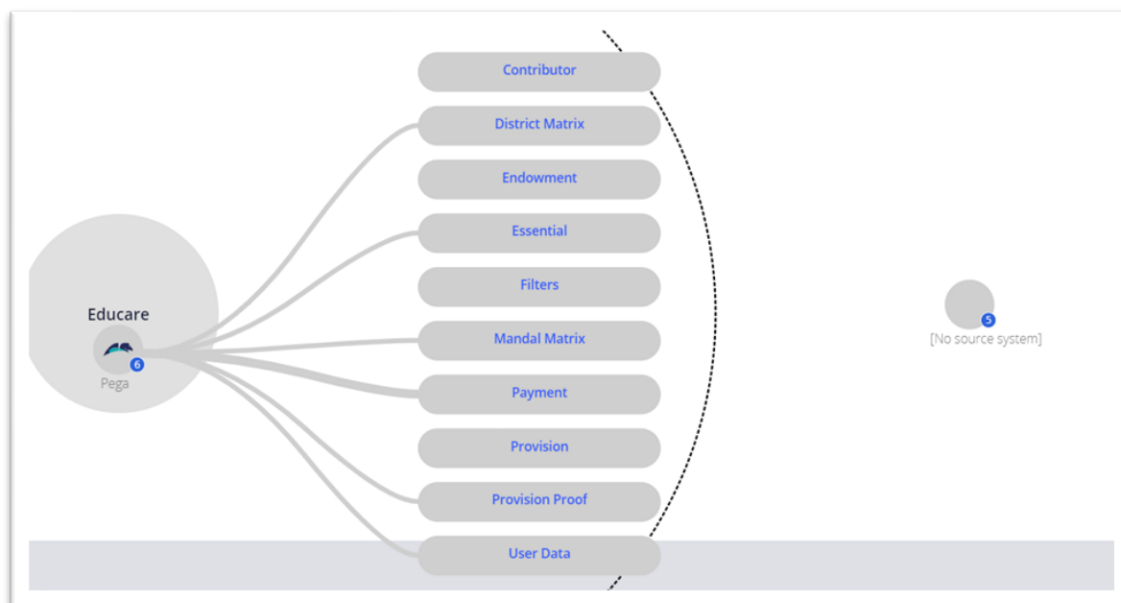 Contributor
District Matrix
Endowment
Essential
Filters
Educare
Mandal Matrix
6
Pega
5
[No source system]
Payment
Provision
Provision Proof
User Data